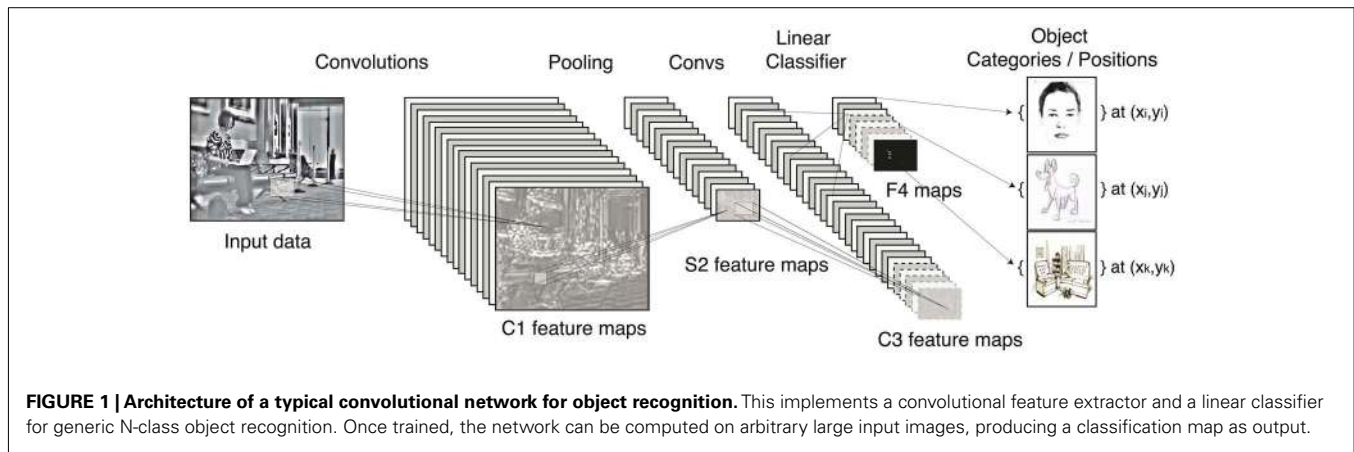 Convolutions
Pooling
Convs
Linear
Classifier
Object
Categories / Positions
{ } at (xi,yi)
{ } at (xj,yj)
{ } at (xk,yk)
Input data
C1 feature maps
S2 feature maps
C3 feature maps
F4 maps
FIGURE 1 | Architecture of a typical convolutional network for object recognition. This implements a convolutional feature extractor and a linear classifier
for generic N-class object recognition. Once trained, the network can be computed on arbitrary large input images, producing a classification map as output.